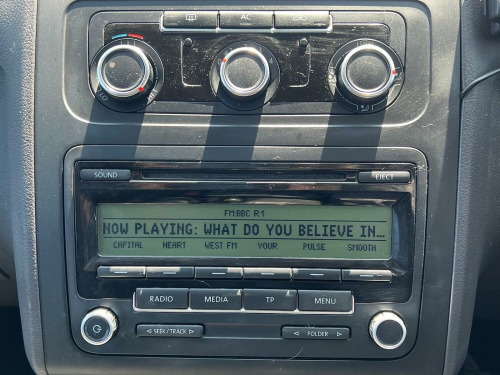 AC
SOUND
EJECT
FM:BBC R1
NOW PLAYING: WHAT DO YOU BELIEVE IN...
CAPITAL HEART WEST FM YOUR PULSE SMOOTH
RADIO MEDIA TP MENU
SEEK/TRACK FOLDER